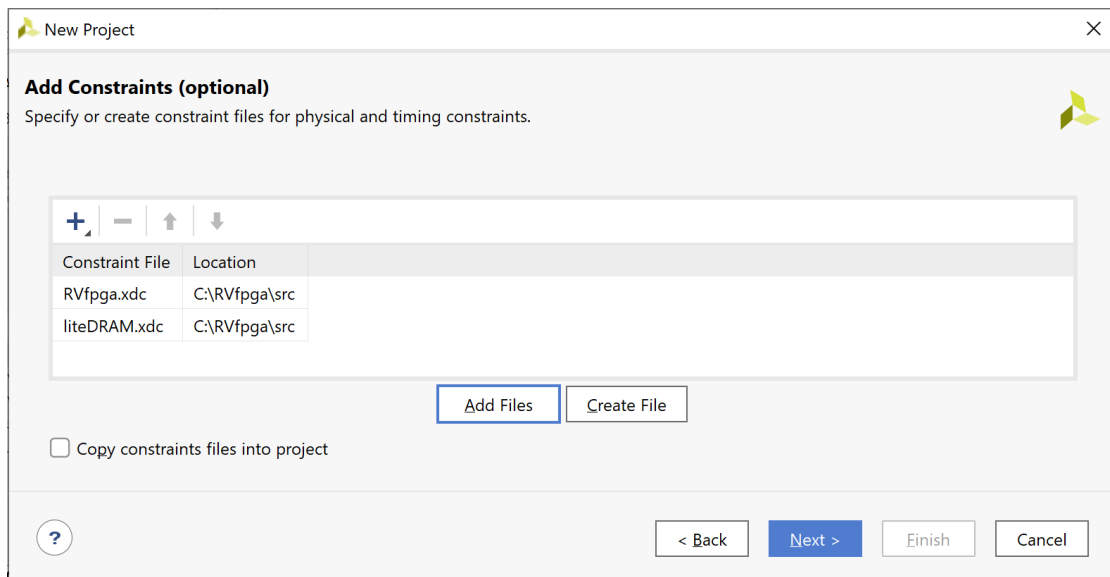 New Project
Add Constraints (optional)
Specify or create constraint files for physical and timing constraints.
Constraint File Location
RVfpga.xdc C:\RVfpga\src
liteDRAM.xdc C:\RVfpga\src
Add Files Create File
Copy constraints files into project
? < Back Next > Finish Cancel